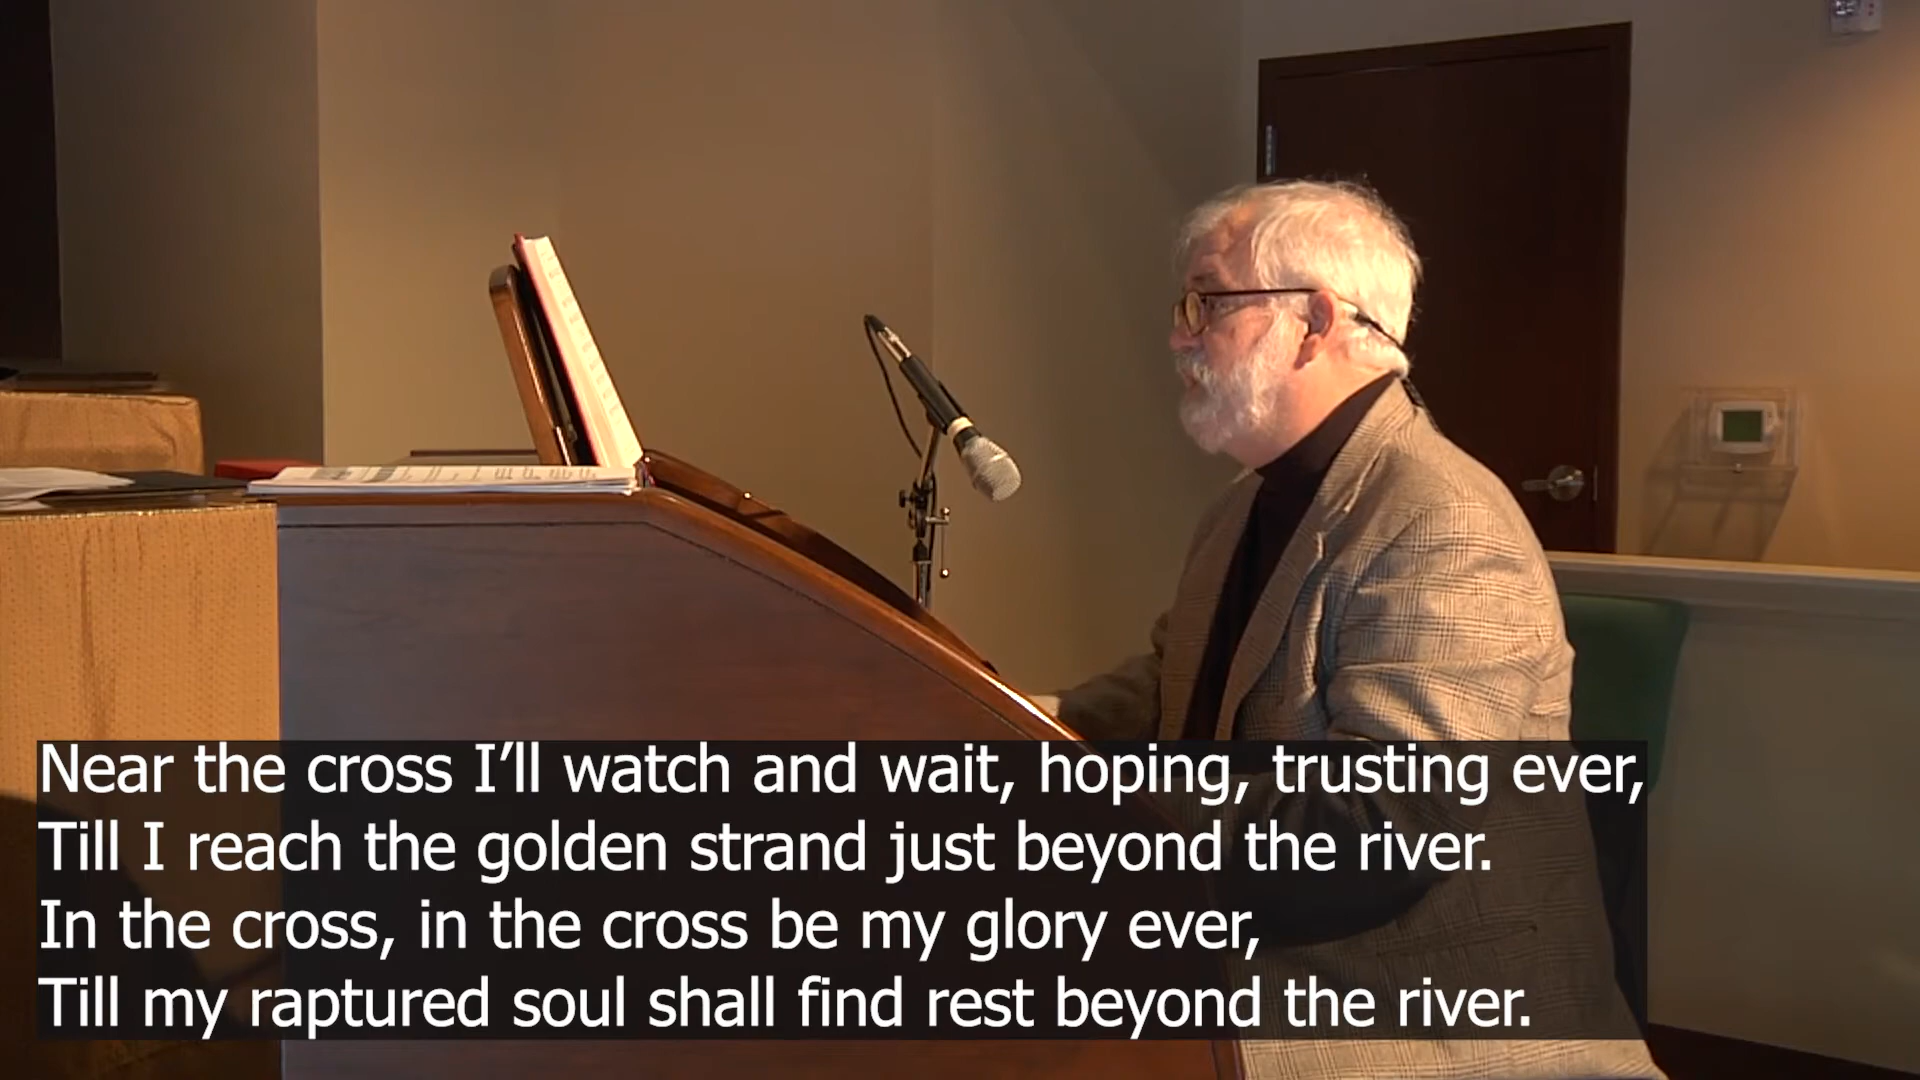 Near the cross I’ll watch and wait, hoping, trusting ever,
Till I reach the golden strand just beyond the river.
In the cross, in the cross be my glory ever,
Till my raptured soul shall find rest beyond the river.